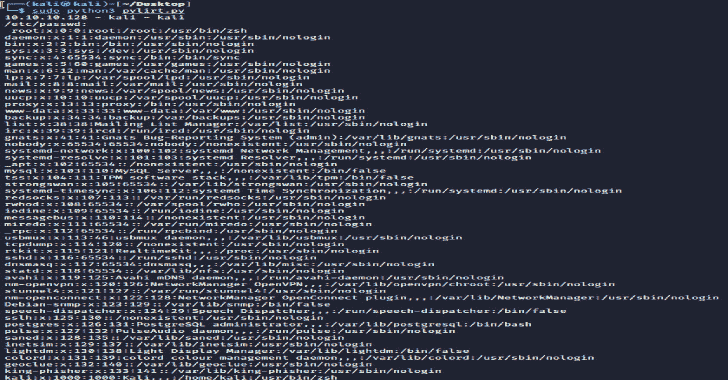 (kali㉿kali)-[~/Desktop]
$ sudo python3 pylirt.py
10.10.10.128 - kali - kali
/etc/passwd:
root:x:0:0:root:/root:/usr/bin/zsh
daemon:x:1:1:daemon:/usr/sbin:/usr/sbin/nologin
bin:x:2:2:bin:/bin:/usr/sbin/nologin
sys:x:3:3:sys:/dev:/usr/sbin/nologin
sync:x:4:65534:sync:/bin:/bin/sync
games:x:5:60:games:/usr/games:/usr/sbin/nologin
man:x:6:12:man:/var/cache/man:/usr/sbin/nologin
lp:x:7:7:lp:/var/spool/lpd:/usr/sbin/nologin
mail:x:8:8:mail:/var/mail:/usr/sbin/nologin
news:x:9:9:news:/var/spool/news:/usr/sbin/nologin
uucp:x:10:10:uucp:/var/spool/uucp:/usr/sbin/nologin
proxy:x:13:13:proxy:/bin:/usr/sbin/nologin
www-data:x:33:33:www-data:/var/www:/usr/sbin/nologin
backup:x:34:34:backup:/var/backups:/usr/sbin/nologin
list:x:38:38:Mailing List Manager:/var/list:/usr/sbin/nologin
irc:x:39:39:ircd:/run/ircd:/usr/sbin/nologin
gnats:x:41:41:Gnats Bug-Reporting System (admin):/var/lib/gnats:/usr/sbin/nologin
nobody:x:65534:65534:nobody:/nonexistent:/usr/sbin/nologin
systemd-network:x:100:102:systemd Network Management,,,:/run/systemd:/usr/sbin/nologin
systemd-resolve:x:101:103:systemd Resolver,,,:/run/systemd:/usr/sbin/nologin
_apt:x:102:65534::/nonexistent:/usr/sbin/nologin
mysql:x:103:110:MySQL Server,,,:/nonexistent:/bin/false
tss:x:104:111:TPM software stack,,,:/var/lib/tpm:/bin/false
strongswan:x:105:65534::/var/lib/strongswan:/usr/sbin/nologin
systemd-timesync:x:106:112:systemd Time Synchronization,,,:/run/systemd:/usr/sbin/nologin
redsocks:x:107:113::/var/run/redsocks:/usr/sbin/nologin
rwhod:x:108:65534::/var/spool/rwho:/usr/sbin/nologin
iodine:x:109:65534::/run/iodine:/usr/sbin/nologin
messagebus:x:110:114::/nonexistent:/usr/sbin/nologin
miredo:x:111:65534::/var/run/miredo:/usr/sbin/nologin
_rpc:x:112:65534::/run/rpcbind:/usr/sbin/nologin
usbmux:x:113:46:usbmux daemon,,,:/var/lib/usbmux:/usr/sbin/nologin
tcpdump:x:114:120::/nonexistent:/usr/sbin/nologin
rtkit:x:115:121:RealtimeKit,,,:/proc:/usr/sbin/nologin
sshd:x:116:65534::/run/sshd:/usr/sbin/nologin
dnsmasq:x:117:65534:dnsmasq,,,:/var/lib/misc:/usr/sbin/nologin
statd:x:118:65534::/var/lib/nfs:/usr/sbin/nologin
avahi:x:119:125:Avahi mDNS daemon,,,:/run/avahi-daemon:/usr/sbin/nologin
nm-openvpn:x:120:126:NetworkManager OpenVPN,,,:/var/lib/openvpn/chroot:/usr/sbin/nologin
stunnel4:x:121:127::/var/run/stunnel4:/usr/sbin/nologin
nm-openconnect:x:122:128:NetworkManager OpenConnect plugin,,,:/var/lib/NetworkManager:/usr/sbin/nologin
Debian-snmp:x:123:129::/var/lib/snmp:/bin/false
speech-dispatcher:x:124:29:Speech Dispatcher,,,:/run/speech-dispatcher:/bin/false
sslh:x:125:130::/nonexistent:/usr/sbin/nologin
postgres:x:126:131:PostgreSQL administrator,,,:/var/lib/postgresql:/bin/bash
pulse:x:127:132:PulseAudio daemon,,,:/run/pulse:/usr/sbin/nologin
saned:x:128:135::/var/lib/saned:/usr/sbin/nologin
inetsim:x:129:137::/var/lib/inetsim:/usr/sbin/nologin
lightdm:x:130:138:Light Display Manager:/var/lib/lightdm:/bin/false
colord:x:131:139:colord colour management daemon,,,:/var/lib/colord:/usr/sbin/nologin
geoclue:x:132:140::/var/lib/geoclue:/usr/sbin/nologin
king-phisher:x:133:141::/var/lib/king-phisher:/usr/sbin/nologin
kali:x:1000:1000:Kali,,,:/home/kali:/usr/bin/zsh